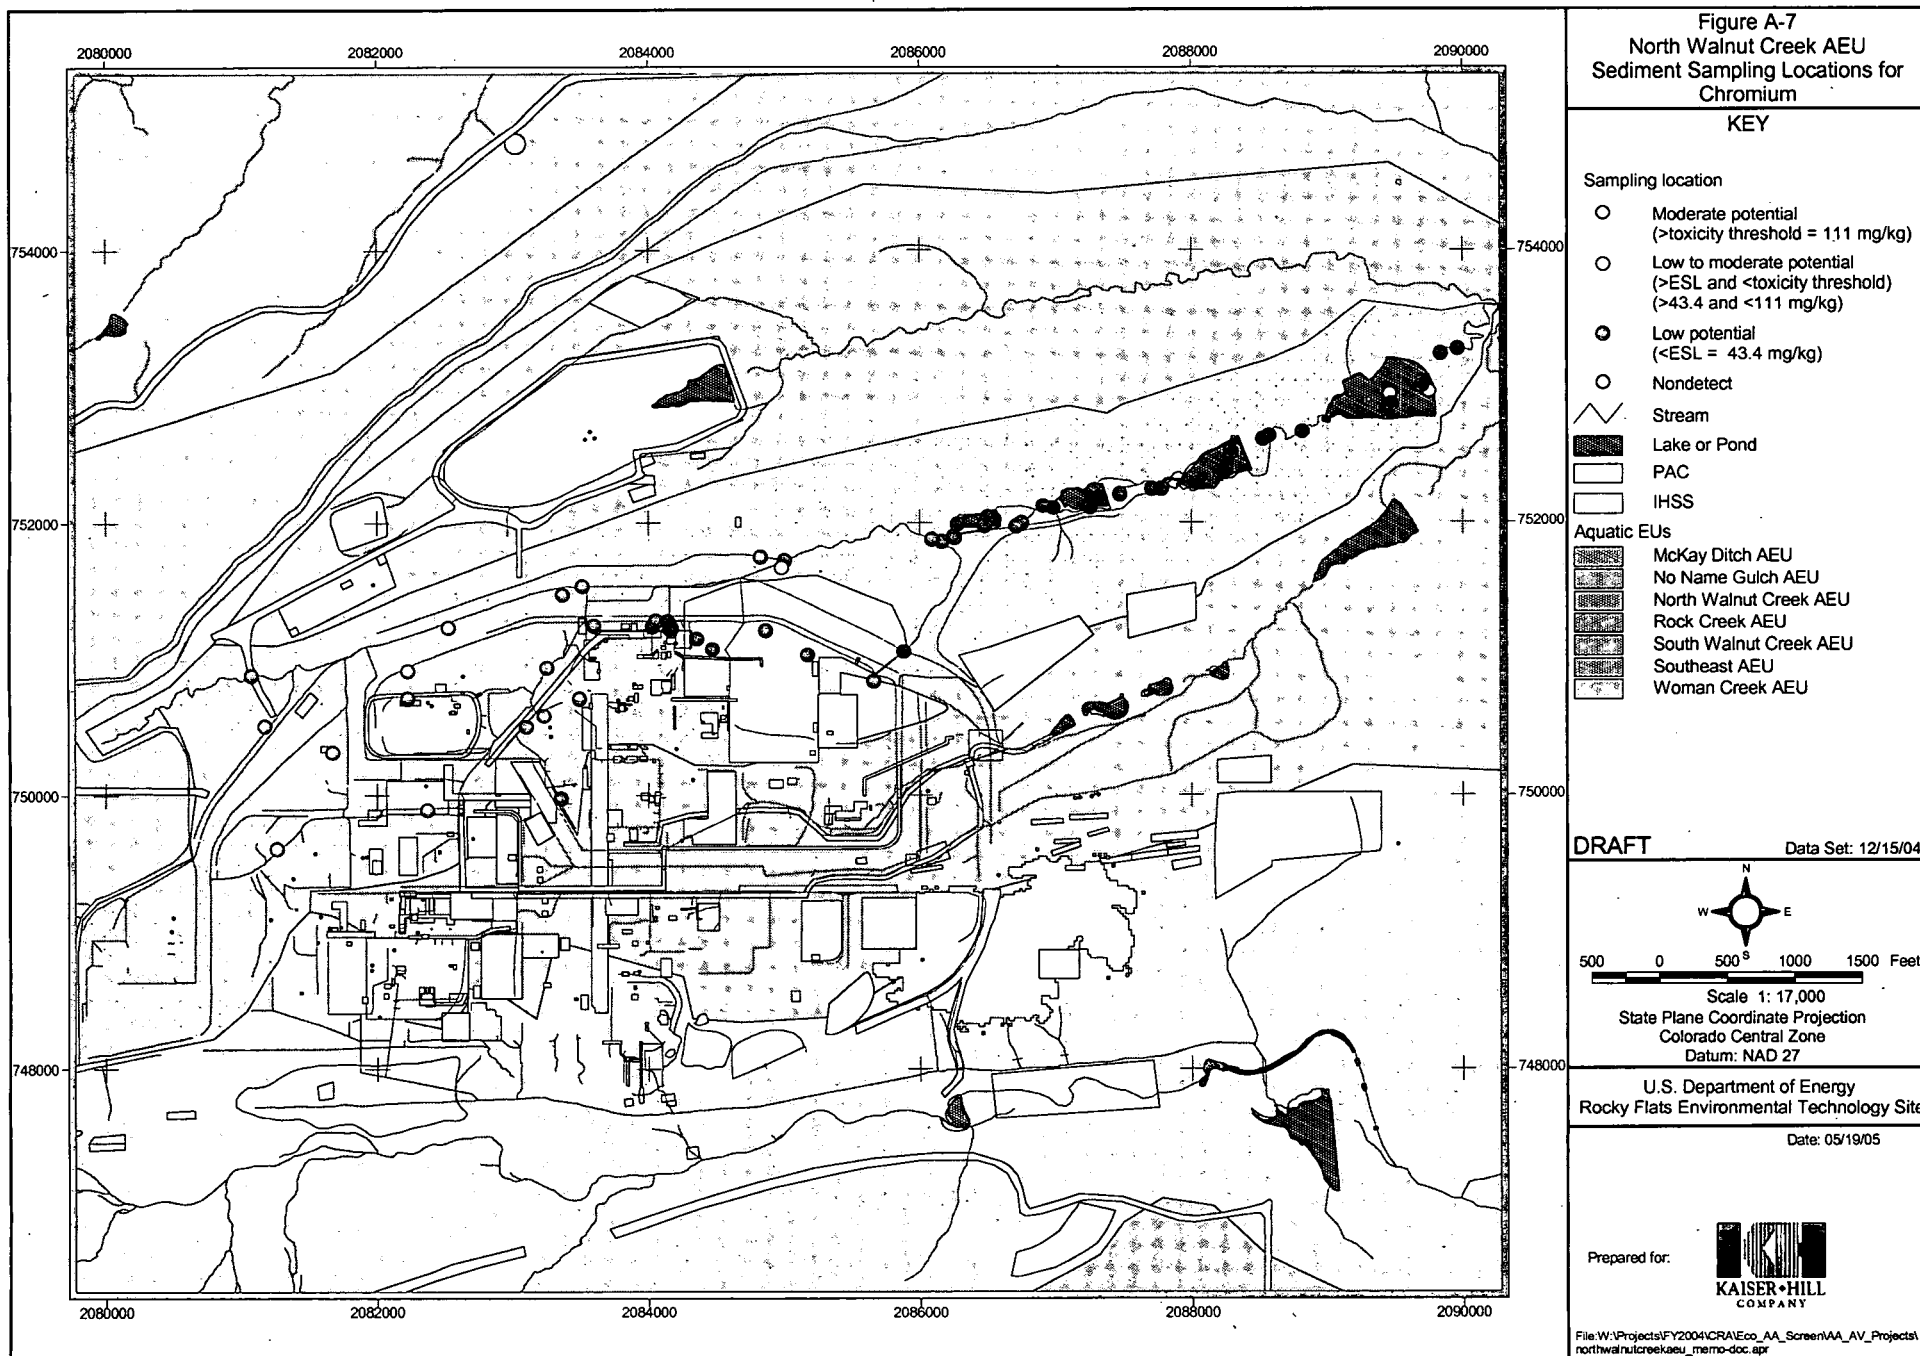 Figure A-7
North Walnut Creek AEU
Sediment Sampling Locations for
Chromium
KEY
Sampling location
Moderate potential
(>toxicity threshold = 111 mg/kg)
Low to moderate potential
(>ESL and <toxicity threshold)
(>43.4 and <111 mg/kg)
Low potential
(<ESL = 43.4 mg/kg)
Nondetect
Stream
Lake or Pond
PAC
IHSS
Aquatic EUs
McKay Ditch AEU
No Name Gulch AEU
North Walnut Creek AEU
Rock Creek AEU
South Walnut Creek AEU
Southeast AEU
Woman Creek AEU
DRAFT
Data Set: 12/15/04
N
W E
S
500 0 500 1000 1500 Feet
Scale 1: 17,000
State Plane Coordinate Projection
Colorado Central Zone
Datum: NAD 27
U.S. Department of Energy
Rocky Flats Environmental Technology Site
Date: 05/19/05
Prepared for:
KAISER•HILL
COMPANY
File:W:\Projects\FY2004\CRA\Eco_AA_Screen\AA_AV_Projects\
northwalnutcreekaeu_memo-doc.apr
2080000 2082000 2084000 2086000 2088000 2090000
754000 754000
752000 752000
750000 750000
748000 748000
2080000 2082000 2084000 2086000 2088000 2090000